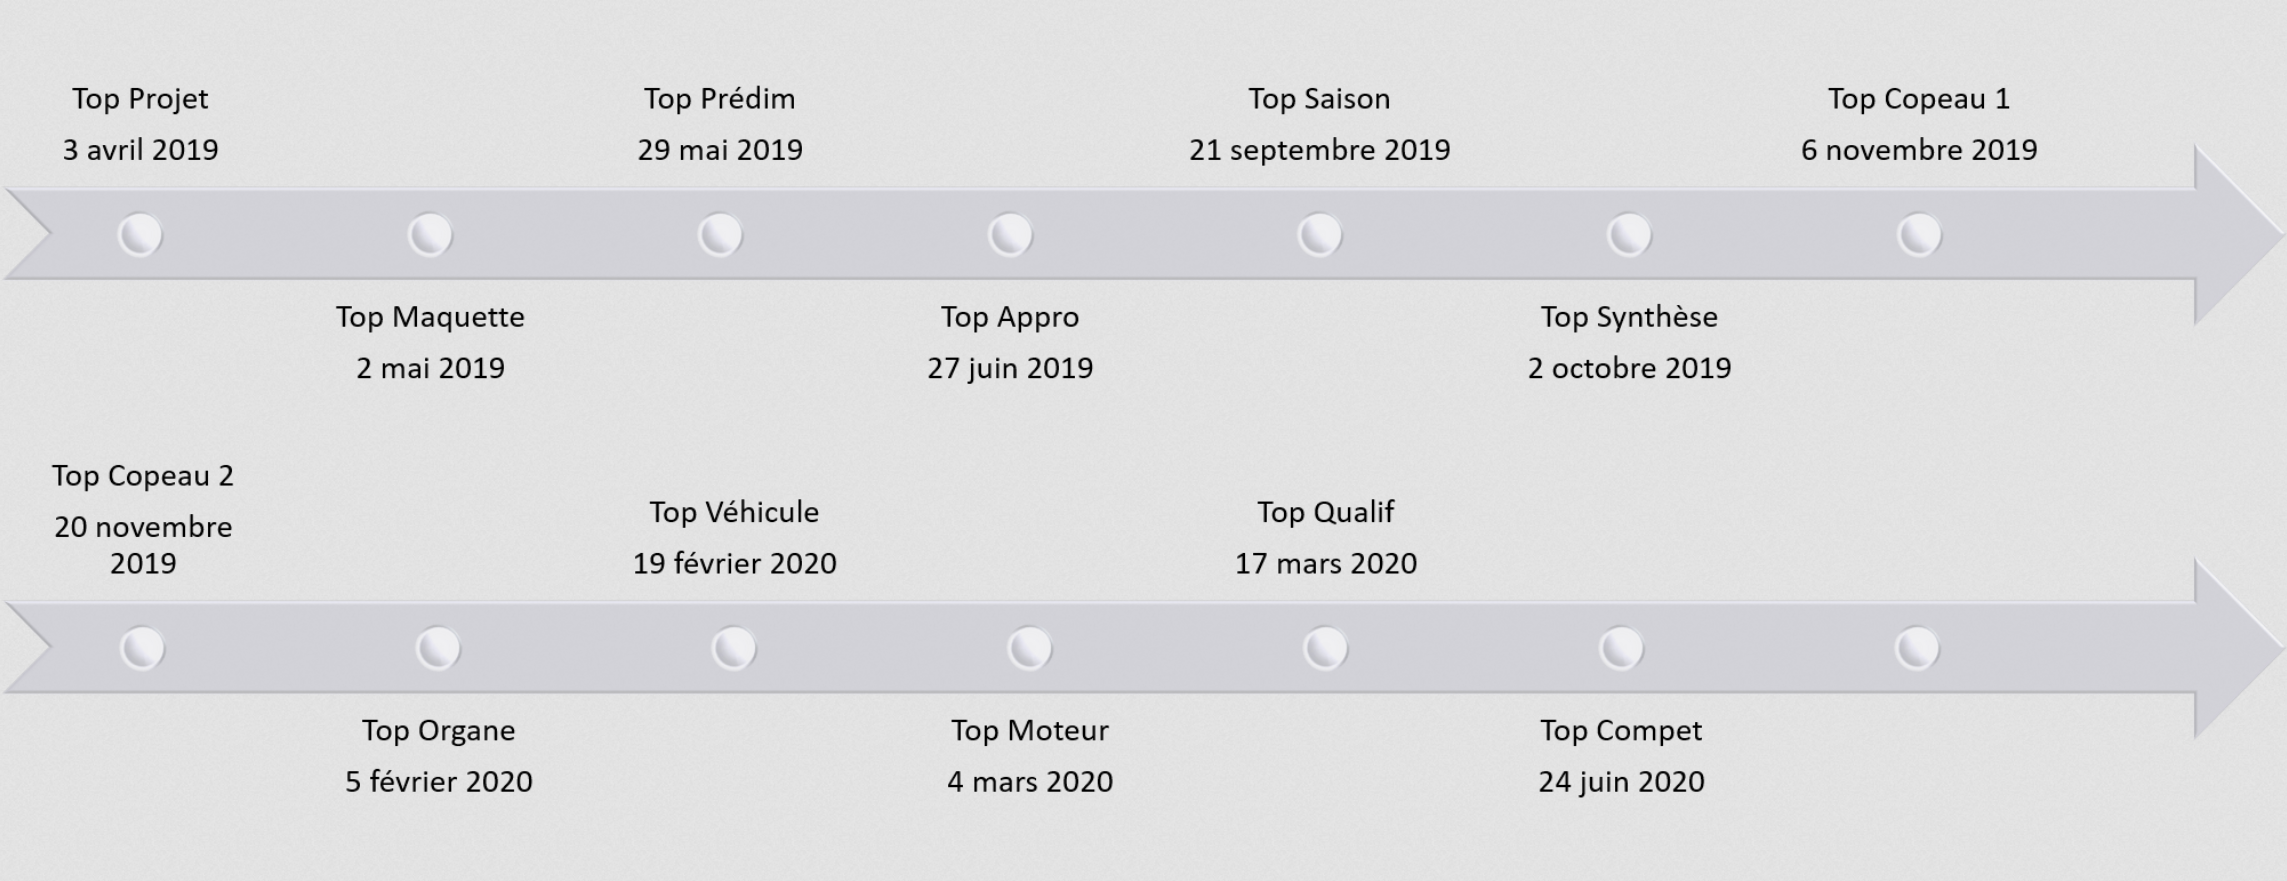 Top Projet
3 avril 2019
Top Maquette
2 mai 2019
Top Prédim
29 mai 2019
Top Appro
27 juin 2019
Top Saison
21 septembre 2019
Top Synthèse
2 octobre 2019
Top Copeau 1
6 novembre 2019
Top Copeau 2
20 novembre
2019
Top Organe
5 février 2020
Top Véhicule
19 février 2020
Top Moteur
4 mars 2020
Top Qualif
17 mars 2020
Top Compet
24 juin 2020